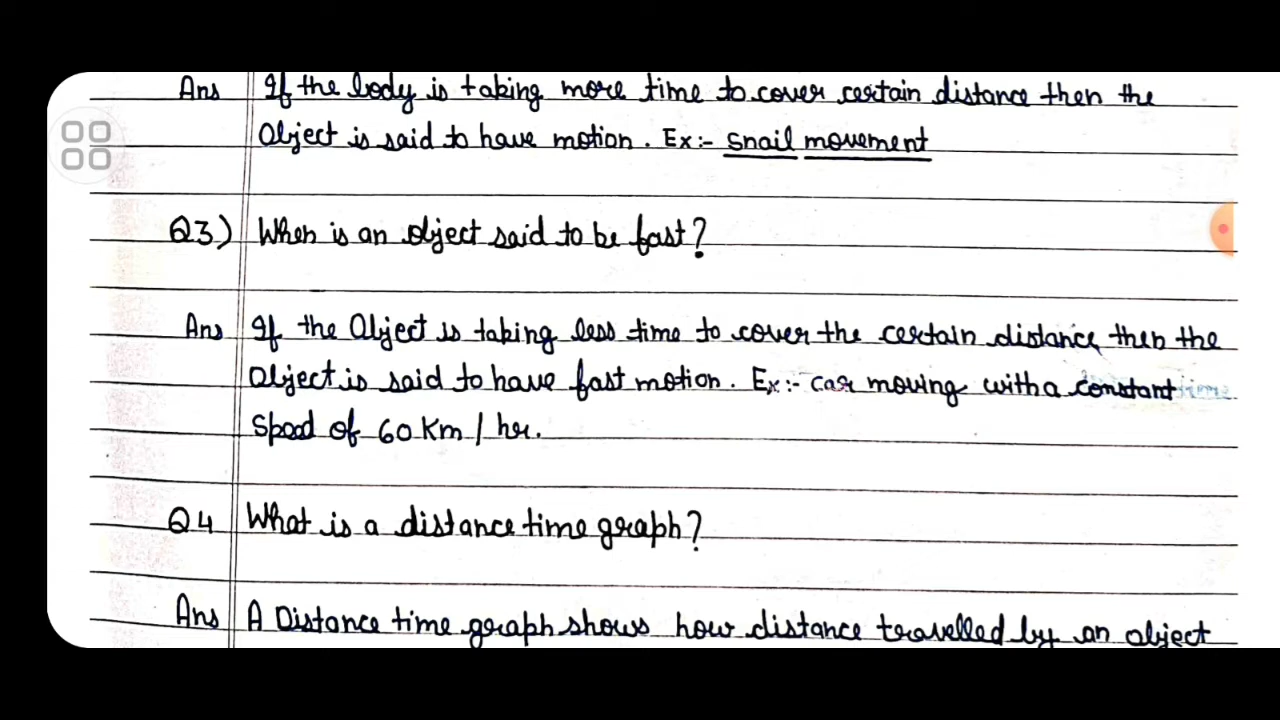 Ans If the body is taking more time to cover certain distance then the
Object is said to have motion. Ex:- snail movement
Q3) When is an object said to be fast?
Ans If the Object is taking less time to cover the certain distance then the
Object is said to have fast motion. Ex:- car moving with a constant
Speed of 60 Km/hr.
Q4 What is a distance time graph?
Ans A Distance time graph shows how distance travelled by an object